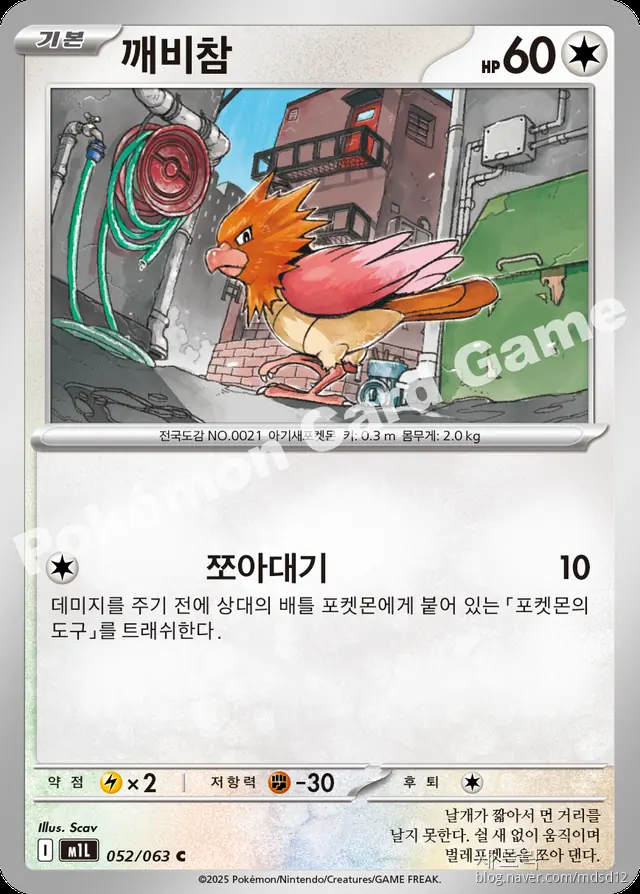 기본 깨비참 HP 60
전국도감 NO.0021 아기새포켓몬 키: 0.3 m 몸무게: 2.0 kg
쪼아대기 10
데미지를 주기 전에 상대의 배틀 포켓몬에게 붙어 있는 「포켓몬의
도구」를 트래쉬한다.
약점 ×2 저항력 -30 후퇴
Illus. Scav
날개가 짧아서 먼 거리를
날지 못한다. 쉴 새 없이 움직이며
벌레포켓몬을 쪼아 댄다.
I M1L 052/063 C
©2025 Pokémon/Nintendo/Creatures/GAME FREAK.
Pokémon Card Game
blog.naver.com/mdsd12
blog.naver.com/mdsd12